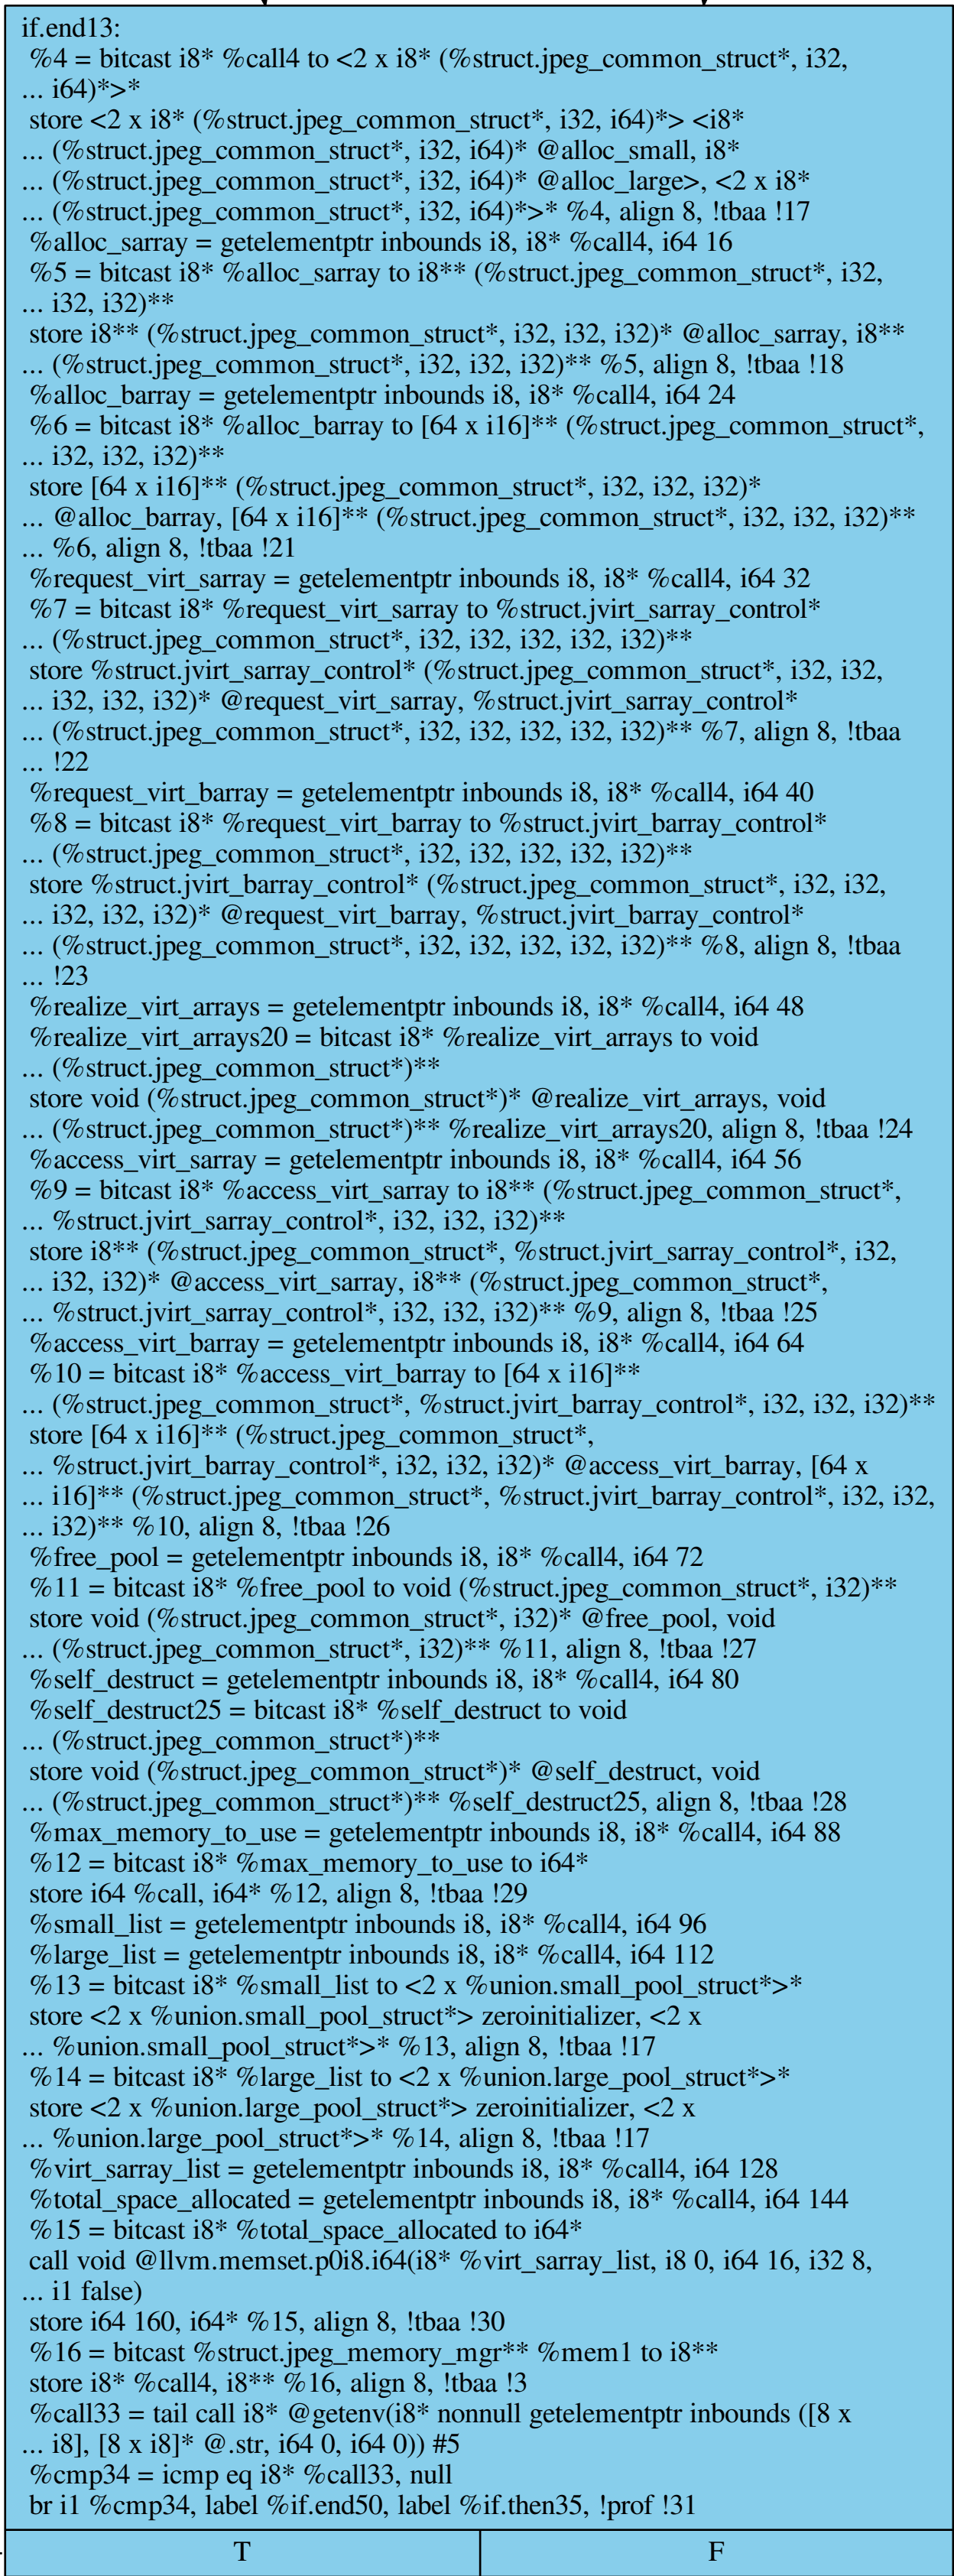 if.end13:
%4 = bitcast i8* %call4 to <2 x i8* (%struct.jpeg_common_struct*, i32,
... i64)*>*
store <2 x i8* (%struct.jpeg_common_struct*, i32, i64)*> <i8*
... (%struct.jpeg_common_struct*, i32, i64)* @alloc_small, i8*
... (%struct.jpeg_common_struct*, i32, i64)* @alloc_large>, <2 x i8*
... (%struct.jpeg_common_struct*, i32, i64)*>* %4, align 8, !tbaa !17
%alloc_sarray = getelementptr inbounds i8, i8* %call4, i64 16
%5 = bitcast i8* %alloc_sarray to i8** (%struct.jpeg_common_struct*, i32,
... i32, i32)**
store i8** (%struct.jpeg_common_struct*, i32, i32, i32)* @alloc_sarray, i8**
... (%struct.jpeg_common_struct*, i32, i32, i32)** %5, align 8, !tbaa !18
%alloc_barray = getelementptr inbounds i8, i8* %call4, i64 24
%6 = bitcast i8* %alloc_barray to [64 x i16]** (%struct.jpeg_common_struct*,
... i32, i32, i32)**
store [64 x i16]** (%struct.jpeg_common_struct*, i32, i32, i32)*
... @alloc_barray, [64 x i16]** (%struct.jpeg_common_struct*, i32, i32, i32)**
... %6, align 8, !tbaa !21
%request_virt_sarray = getelementptr inbounds i8, i8* %call4, i64 32
%7 = bitcast i8* %request_virt_sarray to %struct.jvirt_sarray_control*
... (%struct.jpeg_common_struct*, i32, i32, i32, i32, i32)**
store %struct.jvirt_sarray_control* (%struct.jpeg_common_struct*, i32, i32,
... i32, i32, i32)* @request_virt_sarray, %struct.jvirt_sarray_control*
... (%struct.jpeg_common_struct*, i32, i32, i32, i32, i32)** %7, align 8, !tbaa
... !22
%request_virt_barray = getelementptr inbounds i8, i8* %call4, i64 40
%8 = bitcast i8* %request_virt_barray to %struct.jvirt_barray_control*
... (%struct.jpeg_common_struct*, i32, i32, i32, i32, i32)**
store %struct.jvirt_barray_control* (%struct.jpeg_common_struct*, i32, i32,
... i32, i32, i32)* @request_virt_barray, %struct.jvirt_barray_control*
... (%struct.jpeg_common_struct*, i32, i32, i32, i32, i32)** %8, align 8, !tbaa
... !23
%realize_virt_arrays = getelementptr inbounds i8, i8* %call4, i64 48
%realize_virt_arrays20 = bitcast i8* %realize_virt_arrays to void
... (%struct.jpeg_common_struct*)**
store void (%struct.jpeg_common_struct*)* @realize_virt_arrays, void
... (%struct.jpeg_common_struct*)** %realize_virt_arrays20, align 8, !tbaa !24
%access_virt_sarray = getelementptr inbounds i8, i8* %call4, i64 56
%9 = bitcast i8* %access_virt_sarray to i8** (%struct.jpeg_common_struct*,
... %struct.jvirt_sarray_control*, i32, i32, i32)**
store i8** (%struct.jpeg_common_struct*, %struct.jvirt_sarray_control*, i32,
... i32, i32)* @access_virt_sarray, i8** (%struct.jpeg_common_struct*,
... %struct.jvirt_sarray_control*, i32, i32, i32)** %9, align 8, !tbaa !25
%access_virt_barray = getelementptr inbounds i8, i8* %call4, i64 64
%10 = bitcast i8* %access_virt_barray to [64 x i16]**
... (%struct.jpeg_common_struct*, %struct.jvirt_barray_control*, i32, i32, i32)**
store [64 x i16]** (%struct.jpeg_common_struct*,
... %struct.jvirt_barray_control*, i32, i32, i32)* @access_virt_barray, [64 x
... i16]** (%struct.jpeg_common_struct*, %struct.jvirt_barray_control*, i32, i32,
... i32)** %10, align 8, !tbaa !26
%free_pool = getelementptr inbounds i8, i8* %call4, i64 72
%11 = bitcast i8* %free_pool to void (%struct.jpeg_common_struct*, i32)**
store void (%struct.jpeg_common_struct*, i32)* @free_pool, void
... (%struct.jpeg_common_struct*, i32)** %11, align 8, !tbaa !27
%self_destruct = getelementptr inbounds i8, i8* %call4, i64 80
%self_destruct25 = bitcast i8* %self_destruct to void
... (%struct.jpeg_common_struct*)**
store void (%struct.jpeg_common_struct*)* @self_destruct, void
... (%struct.jpeg_common_struct*)** %self_destruct25, align 8, !tbaa !28
%max_memory_to_use = getelementptr inbounds i8, i8* %call4, i64 88
%12 = bitcast i8* %max_memory_to_use to i64*
store i64 %call, i64* %12, align 8, !tbaa !29
%small_list = getelementptr inbounds i8, i8* %call4, i64 96
%large_list = getelementptr inbounds i8, i8* %call4, i64 112
%13 = bitcast i8* %small_list to <2 x %union.small_pool_struct*>*
store <2 x %union.small_pool_struct*> zeroinitializer, <2 x
... %union.small_pool_struct*>* %13, align 8, !tbaa !17
%14 = bitcast i8* %large_list to <2 x %union.large_pool_struct*>*
store <2 x %union.large_pool_struct*> zeroinitializer, <2 x
... %union.large_pool_struct*>* %14, align 8, !tbaa !17
%virt_sarray_list = getelementptr inbounds i8, i8* %call4, i64 128
%total_space_allocated = getelementptr inbounds i8, i8* %call4, i64 144
%15 = bitcast i8* %total_space_allocated to i64*
call void @llvm.memset.p0i8.i64(i8* %virt_sarray_list, i8 0, i64 16, i32 8,
... i1 false)
store i64 160, i64* %15, align 8, !tbaa !30
%16 = bitcast %struct.jpeg_memory_mgr** %mem1 to i8**
store i8* %call4, i8** %16, align 8, !tbaa !3
%call33 = tail call i8* @getenv(i8* nonnull getelementptr inbounds ([8 x
... i8], [8 x i8]* @.str, i64 0, i64 0)) #5
%cmp34 = icmp eq i8* %call33, null
br i1 %cmp34, label %if.end50, label %if.then35, !prof !31
T F